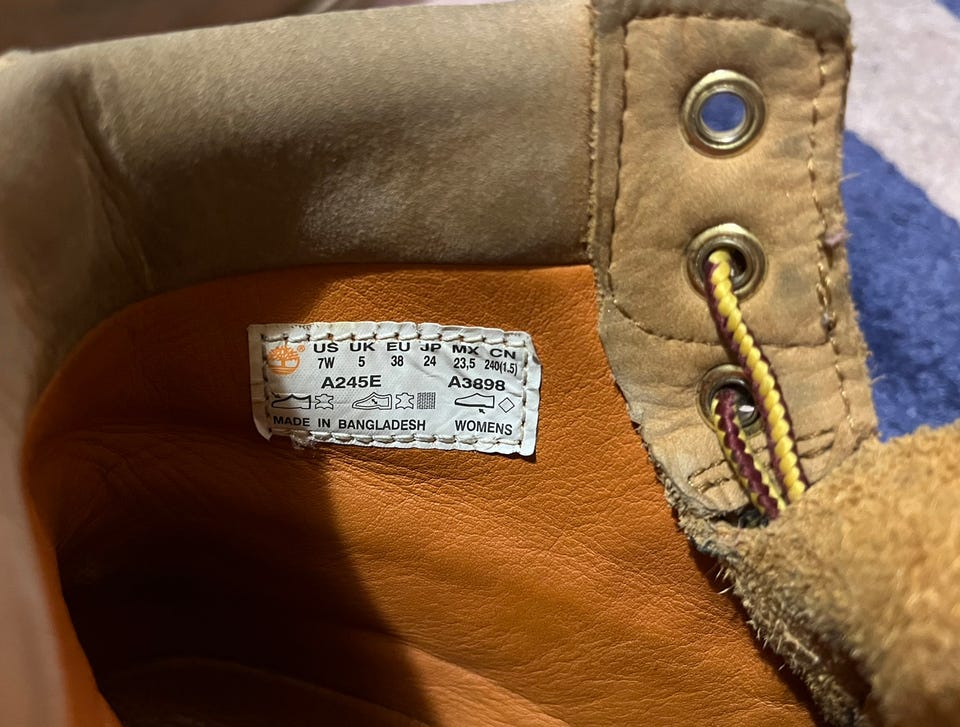 US UK EU JP MX CN
7W 5 38 24 23,5 240(1.5)
A245E A3898
MADE IN BANGLADESH WOMENS